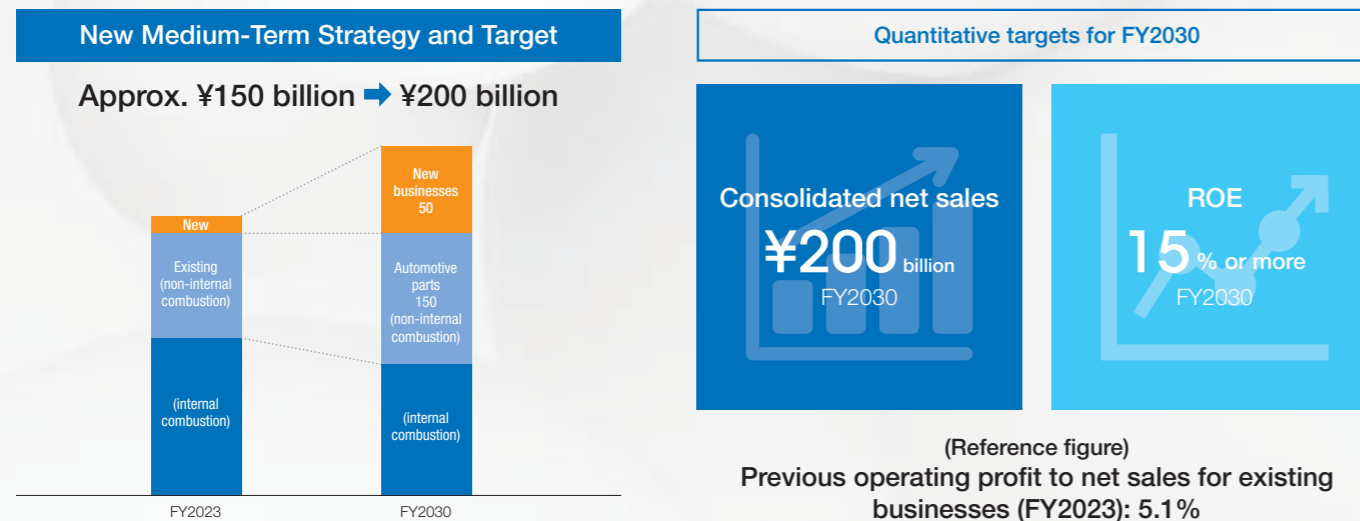 New Medium-Term Strategy and Target
Approx. ¥150 billion ➡ ¥200 billion
New
Existing
(non-internal
combustion)
(internal
combustion)
FY2023
New
businesses
50
Automotive
parts
150
(non-internal
combustion)
(internal
combustion)
FY2030
Quantitative targets for FY2030
Consolidated net sales
¥200 billion
FY2030
ROE
15 % or more
FY2030
(Reference figure)
Previous operating profit to net sales for existing
businesses (FY2023): 5.1%